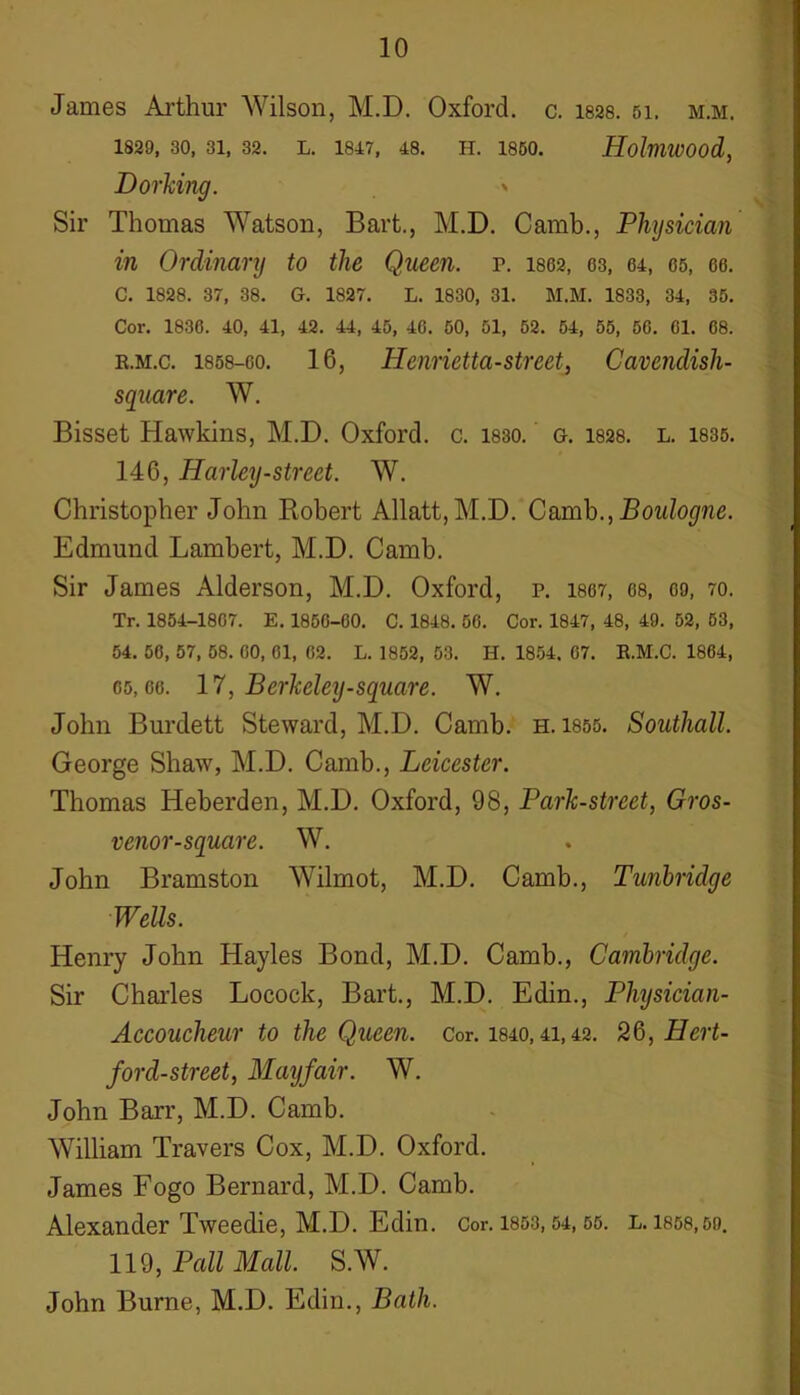 10
James Arthur Wilson, M.D. Oxford. C. 1828. 51. M.M.
1829, 30, 31, 32. L. 1847, 48. H. 1850. Holmwood,
Dorking.
Sir Thomas Watson, Bart., M.D. Camb., Physician
in Ordinary to the Queen. P. 1862, 63, 64, 65, 66.
C. 1828. 37, 38. G. 1827. L. 1830, 31. M.M. 1833, 34, 35.
Cor. 1836. 40, 41, 42. 44, 45, 46. 50, 51, 52. 54, 55, 56. 61. 68.
R.M.C. 1858-60. 16, Henrietta-street, Cavendish-
square. W.
Bisset Hawkins, M.D. Oxford. C. 1830. G. 1828. L. 1835.
146, Harley-street. W.
Christopher John Robert Allatt, M.D. Camb., Boulogne.
Edmund Lambert, M.D. Camb.
Sir James Alderson, M.D. Oxford, P. 1867, 68, 69, 70.
Tr. 1854-1867. E. 1856-60. C. 1848. 56. Cor. 1847, 48, 49. 52, 53,
54. 56, 57, 58. 60, 61, 62. L. 1852, 53. H. 1854. 67. R.M.C. 1864,
65, 66. 17, Berkeley-square. W.
John Burdett Steward, M.D. Camb. H. 1855. Southall.
George Shaw, M.D. Camb., Leicester.
Thomas Heberden, M.D. Oxford, 98, Park-street, Gros-
venor-square. W.
John Bramston Wilmot, M.D. Camb., Tunbridge
Wells.
Henry John Hayles Bond, M.D. Camb., Cambridge.
Sir Charles Locock, Bart., M.D. Edin., Physician-
Accoucheur to the Queen. Cor. 1840, 41, 42. 26, Hert-
ford-street, Mayfair. W.
John Barr, M.D. Camb.
William Travers Cox, M.D. Oxford.
James Fogo Bernard, M.D. Camb.
Alexander Tweedie, M.D. Edin. Cor. 1853, 54, 55. L. 1858, 59.
119, Pall Mall. S.W.
John Burne, M.D. Edin., Bath.